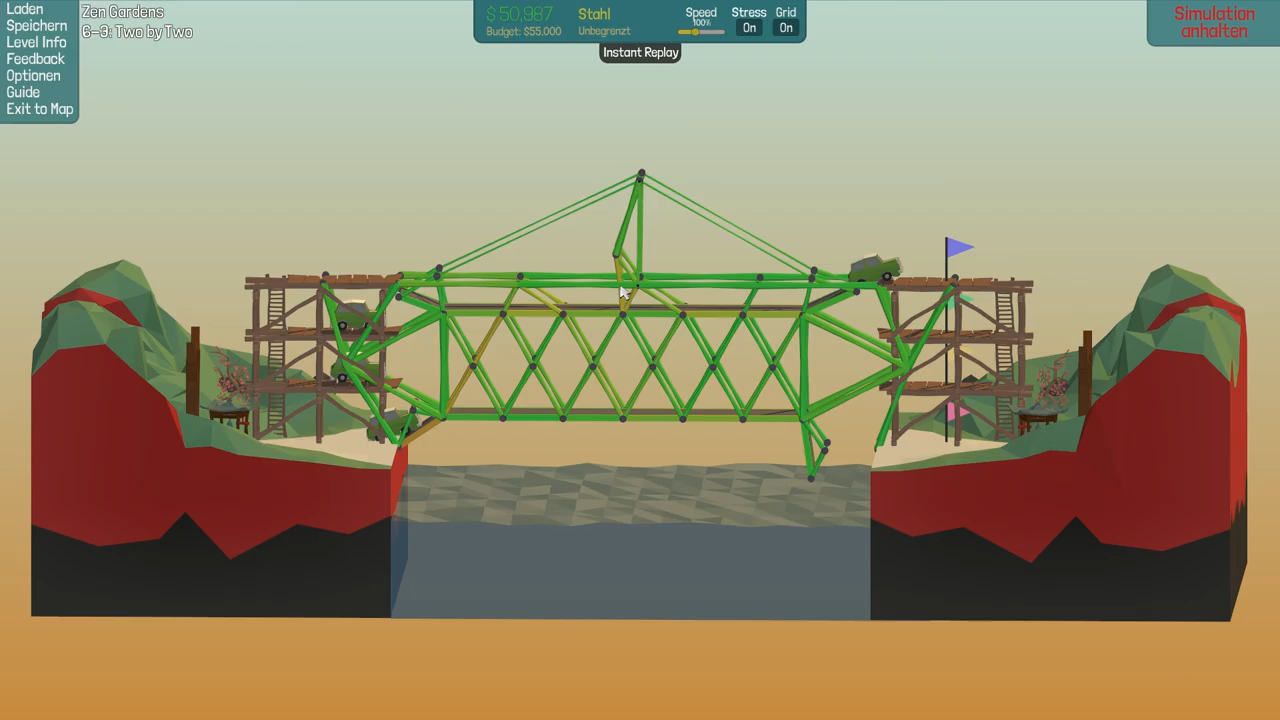 Laden
Speichern
Level Info
Feedback
Optionen
Guide
Exit to Map
Zen Gardens
6-3: Two by Two
$ 50,987
Budget: $55,000
Stahl
Unbegrenzt
Speed
100%
Stress
On
Grid
On
Instant Replay
Simulation
anhalten